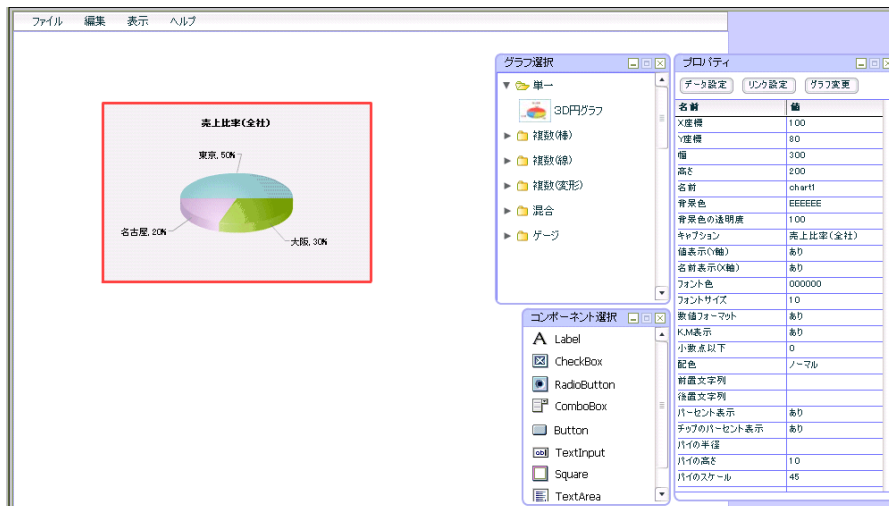 ファイル 編集 表示 ヘルプ
売上比率(全社)
東京, 50%
名古屋, 20%
大阪, 30%
グラフ選択
単一
3D円グラフ
複数(棒)
複数(線)
複数(変形)
混合
ゲージ
コンポーネント選択
Label
CheckBox
RadioButton
ComboBox
Button
TextInput
Square
TextArea
プロパティ
データ設定 リンク設定 グラフ変更
名前 値
X座標 100
Y座標 80
幅 300
高さ 200
名前 chart1
背景色 EEEEEE
背景色の透明度 100
キャプション 売上比率(全社)
値表示(Y軸) あり
名前表示(X軸) あり
フォント色 000000
フォントサイズ 10
数値フォーマット あり
K,M表示 あり
小数点以下 0
配色 ノーマル
前置文字列
後置文字列
パーセント表示 あり
チップのパーセント表示 あり
パイの半径
パイの高さ 10
パイのスケール 45